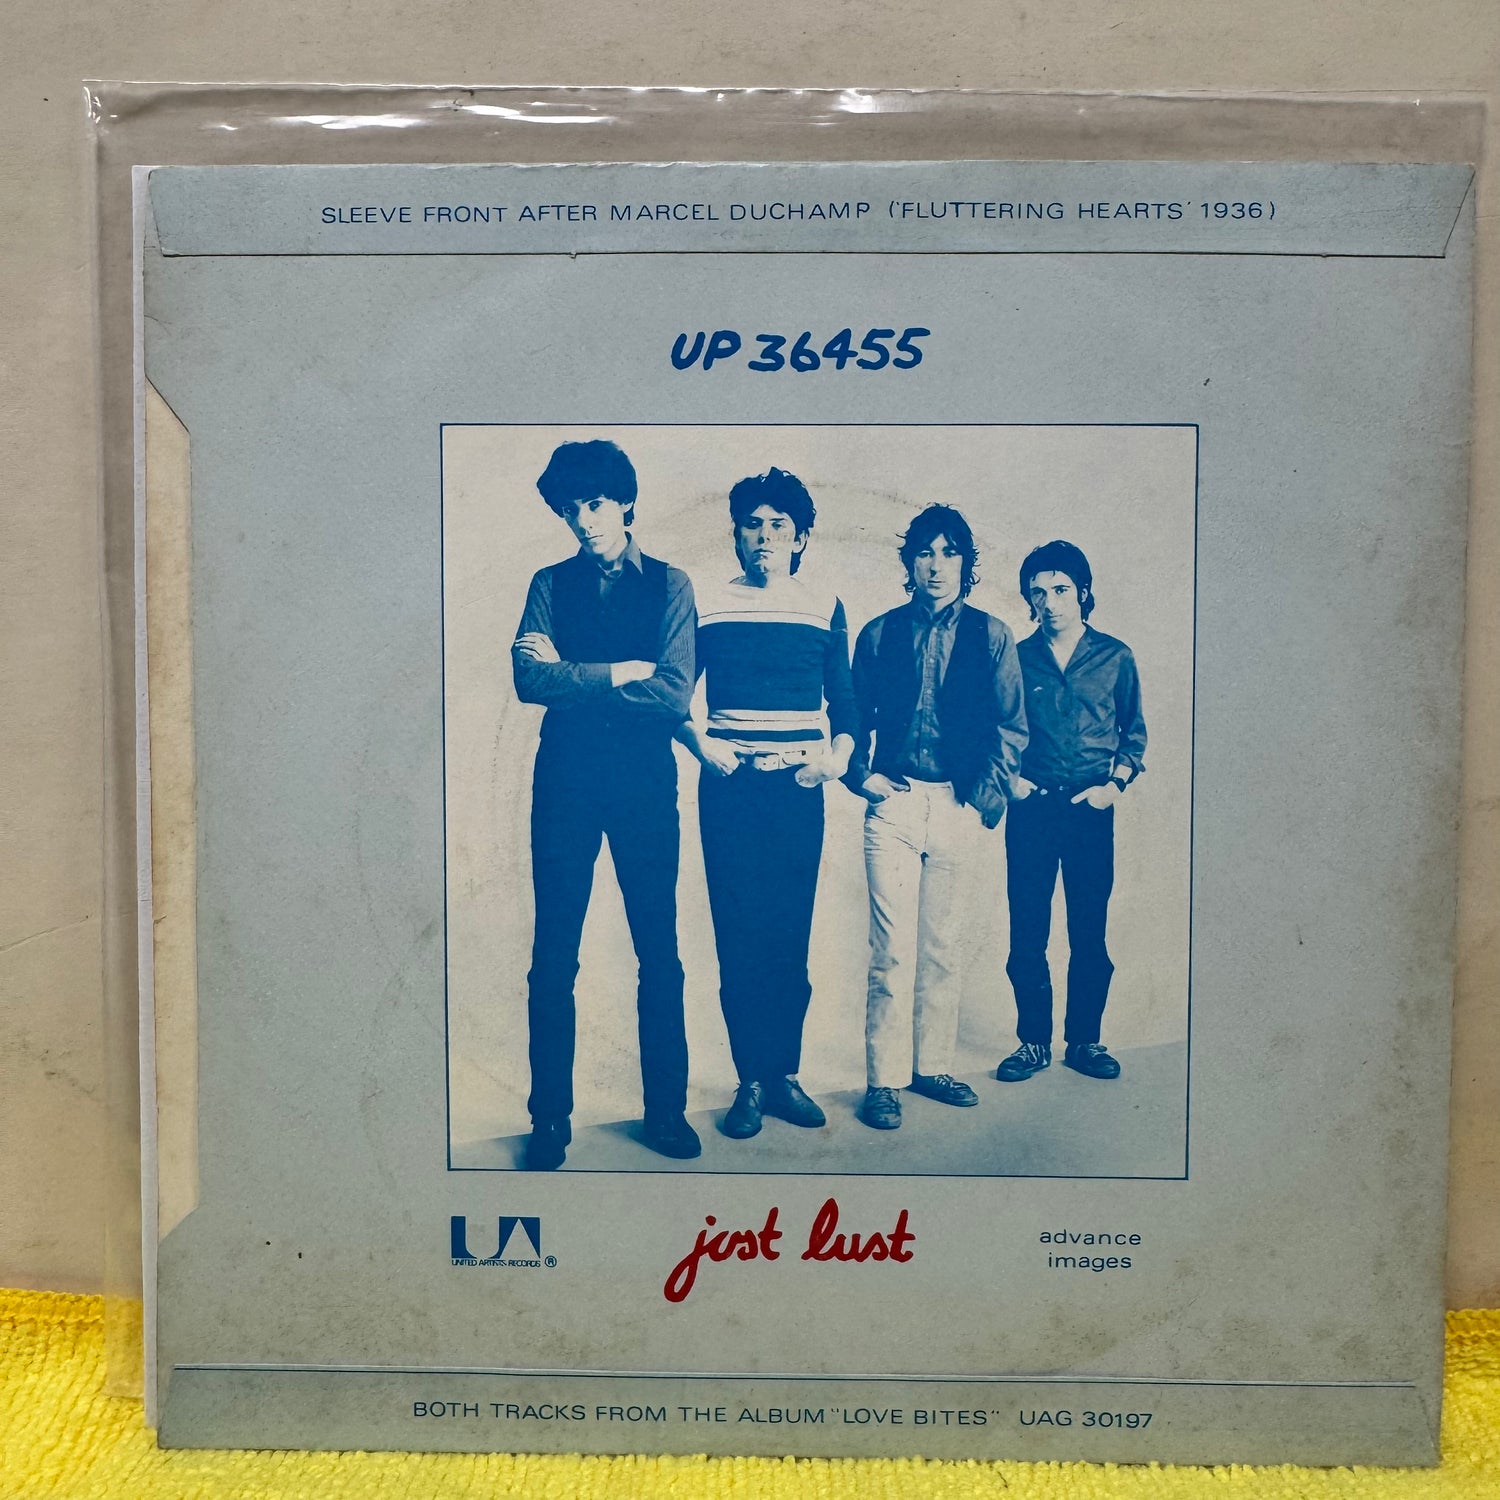 SLEEVE FRONT AFTER MARCEL DUCHAMP ('FLUTTERING HEARTS' 1936)
UP 36455
UA
UNITED ARTISTS RECORDS ®
just lust
advance
images
BOTH TRACKS FROM THE ALBUM "LOVE BITES" UAG 30197